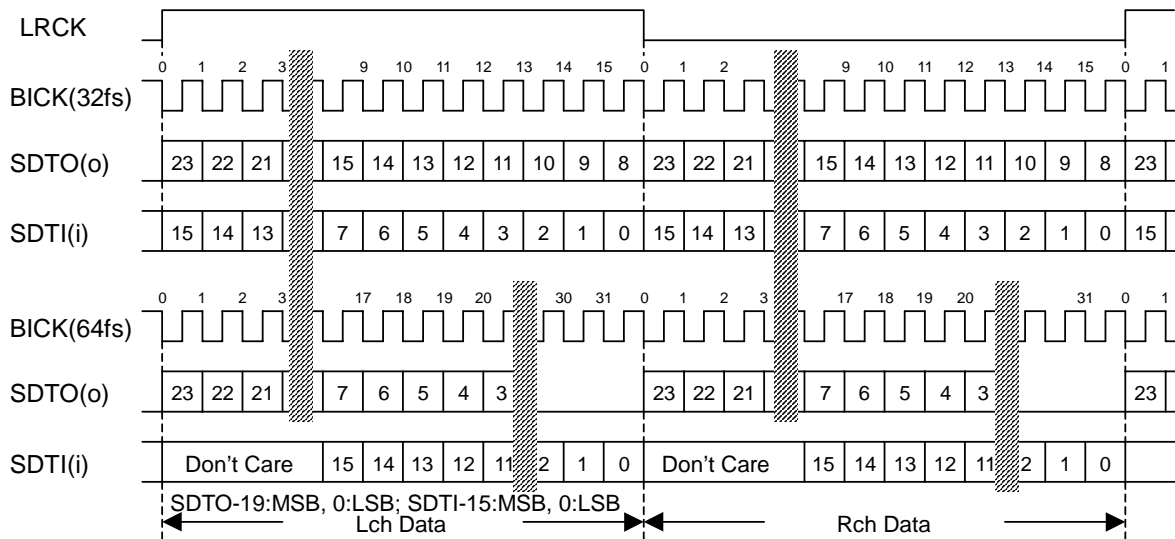 LRCK
0 1 2 3 9 10 11 12 13 14 15 0 1 2 9 10 11 12 13 14 15 0 1
BICK(32fs)
SDTO(o) 23 22 21 15 14 13 12 11 10 9 8 23 22 21 15 14 13 12 11 10 9 8 23
SDTI(i) 15 14 13 7 6 5 4 3 2 1 0 15 14 13 7 6 5 4 3 2 1 0 15
0 1 2 3 17 18 19 20 30 31 0 1 2 3 17 18 19 20 31 0 1
BICK(64fs)
SDTO(o) 23 22 21 7 6 5 4 3 23 22 21 7 6 5 4 3 23
SDTI(i) Don't Care 15 14 13 12 11 2 1 0 Don't Care 15 14 13 12 11 2 1 0
SDTO-19:MSB, 0:LSB; SDTI-15:MSB, 0:LSB
Lch Data Rch Data